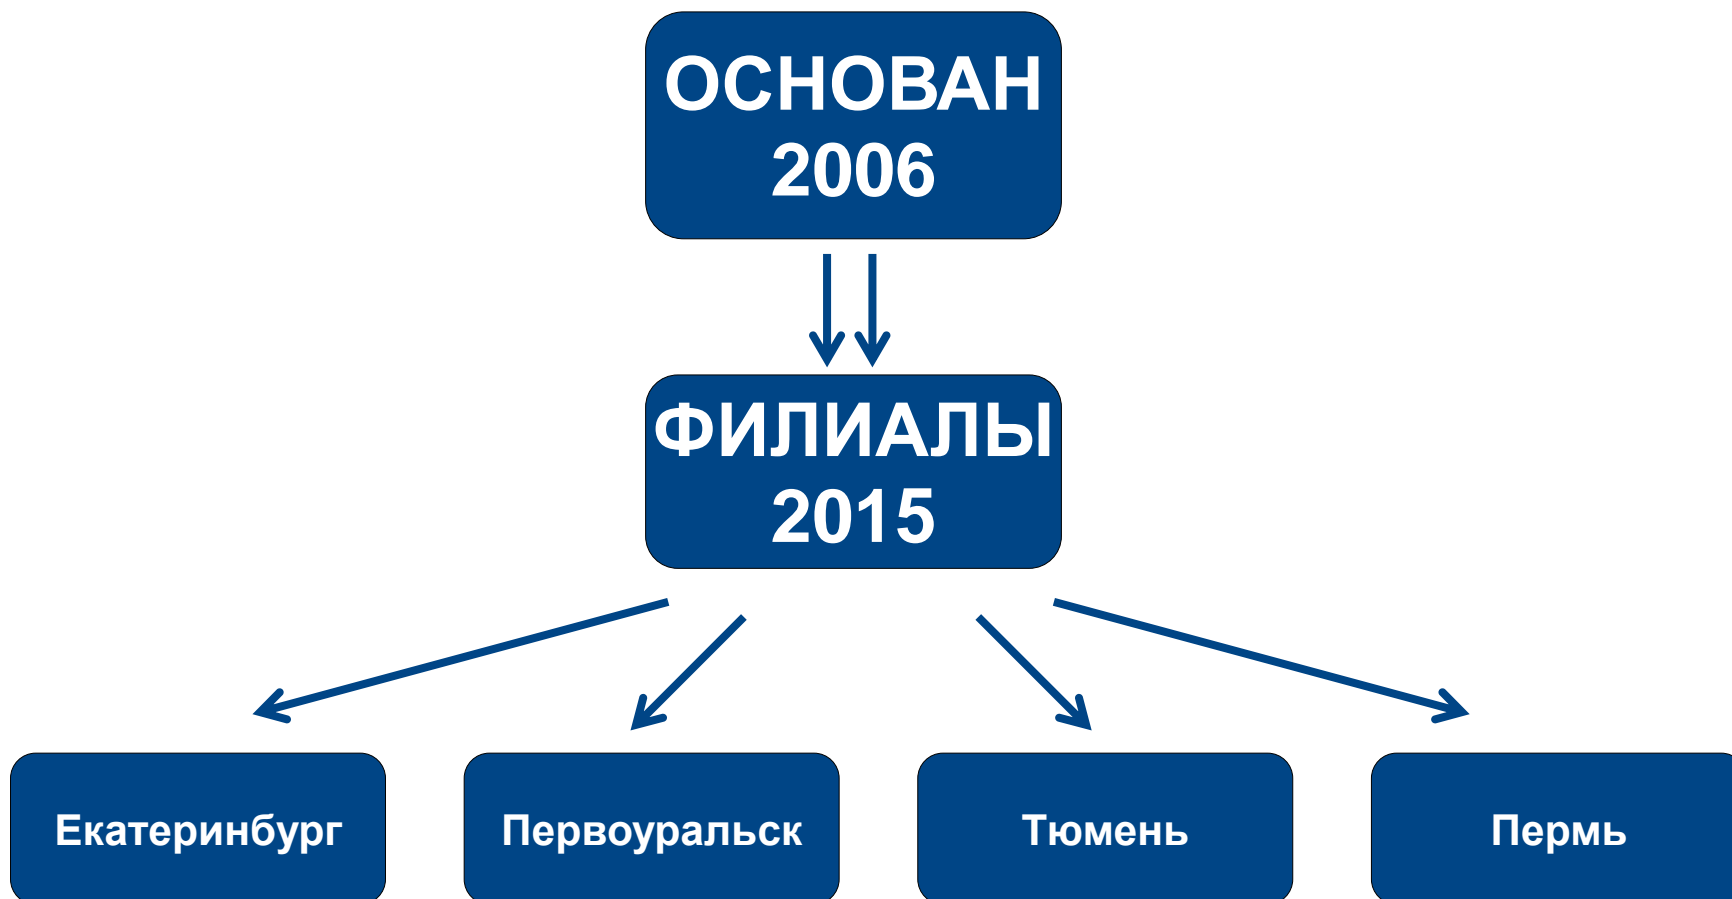 ОСНОВАН
2006
ФИЛИАЛЫ
2015
Екатеринбург
Первоуральск
Тюмень
Пермь